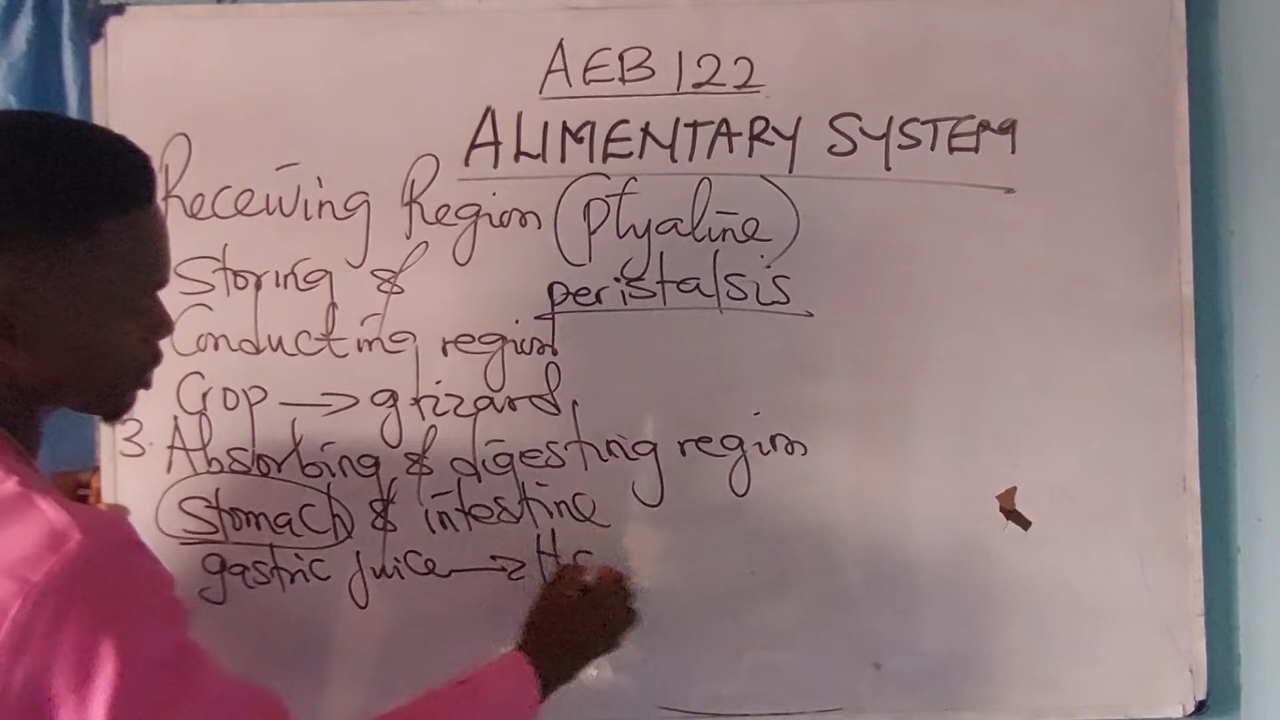 AEB 122
ALIMENTARY SYSTEM
Receiving Region (Ptyaline)
Storing &
peristalsis
Conducting region
Crop → gizzard
3. Absorbing & digesting region
Stomach & intestine
gastric juice → HC